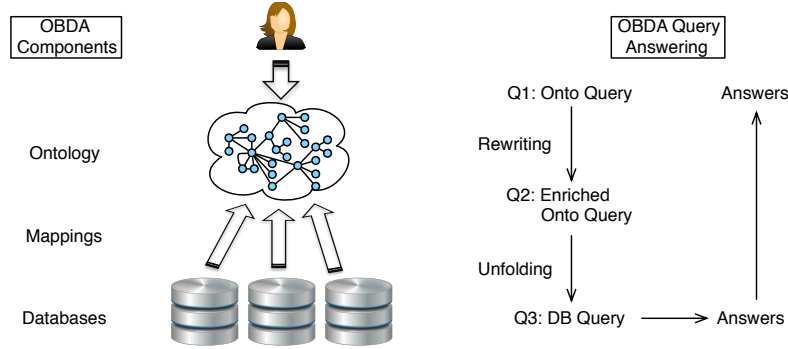 OBDA
Components
Ontology
Mappings
Databases
OBDA Query
Answering
Q1: Onto Query
Answers
Rewriting
Q2: Enriched
Onto Query
Unfolding
Q3: DB Query
Answers